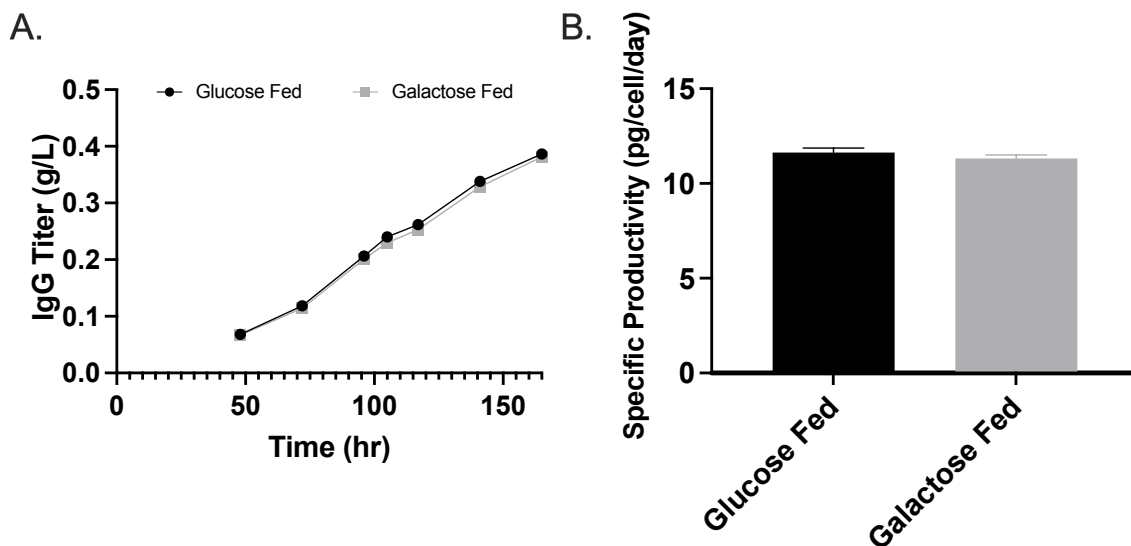 A.
IgG Titer (g/L)
0.5
0.4
0.3
0.2
0.1
0.0
Glucose Fed
Galactose Fed
0 50 100 150
Time (hr)
B.
Specific Productivity (pg/cell/day)
15
10
5
0
Glucose Fed
Galactose Fed